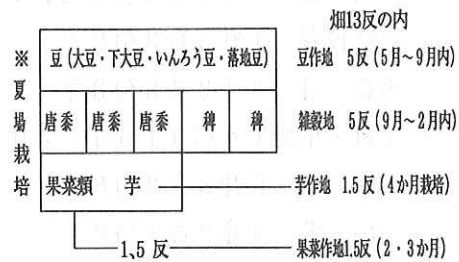 畑13反の内
※夏場栽培
豆(大豆・下大豆・いんろう豆・落地豆) 豆作地 5反(5月～9月内)
唐黍 唐黍 唐黍 稗 稗 雑穀地 5反(9月～2月内)
果菜類 芋 芋作地 1.5反(4か月栽培)
1,5 反 果菜作地1.5反(2・3か月)